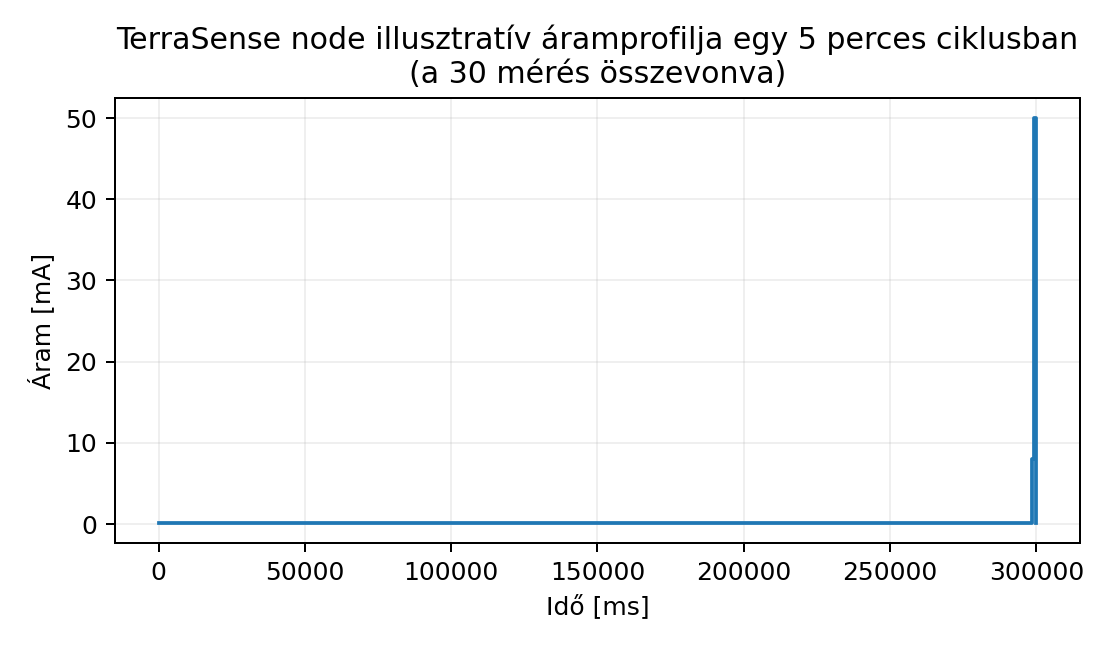 TerraSense node illusztratív áramprofilja egy 5 perces ciklusban
(a 30 mérés összevonva)
50
40
30
20
10
0
Áram [mA]
0 50000 100000 150000 200000 250000 300000
Idő [ms]